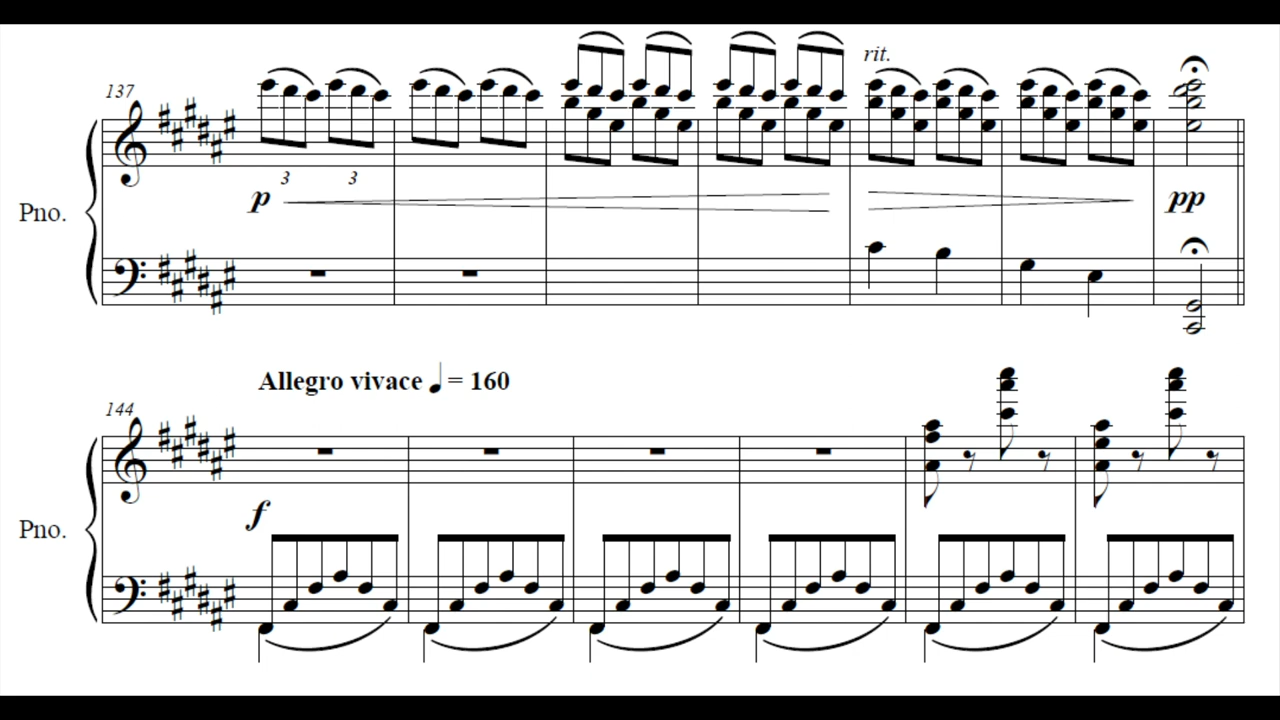 rit.
137
3 3
p pp
Pno.
Allegro vivace = 160
144
f
Pno.